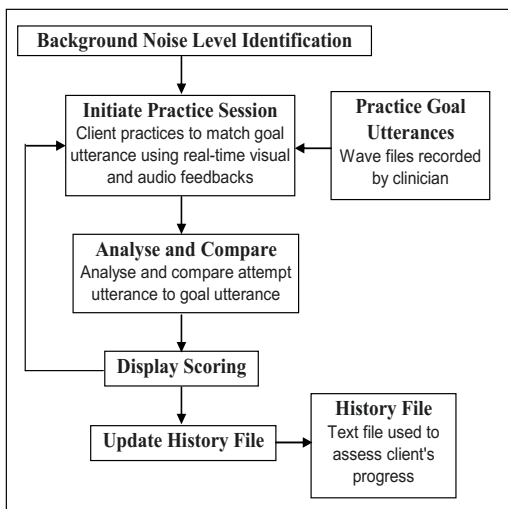 Background Noise Level Identification
Initiate Practice Session
Client practices to match goal
utterance using real-time visual
and audio feedbacks
Practice Goal
Utterances
Wave files recorded
by clinician
Analyse and Compare
Analyse and compare attempt
utterance to goal utterance
Display Scoring
Update History File
History File
Text file used to
assess client's
progress